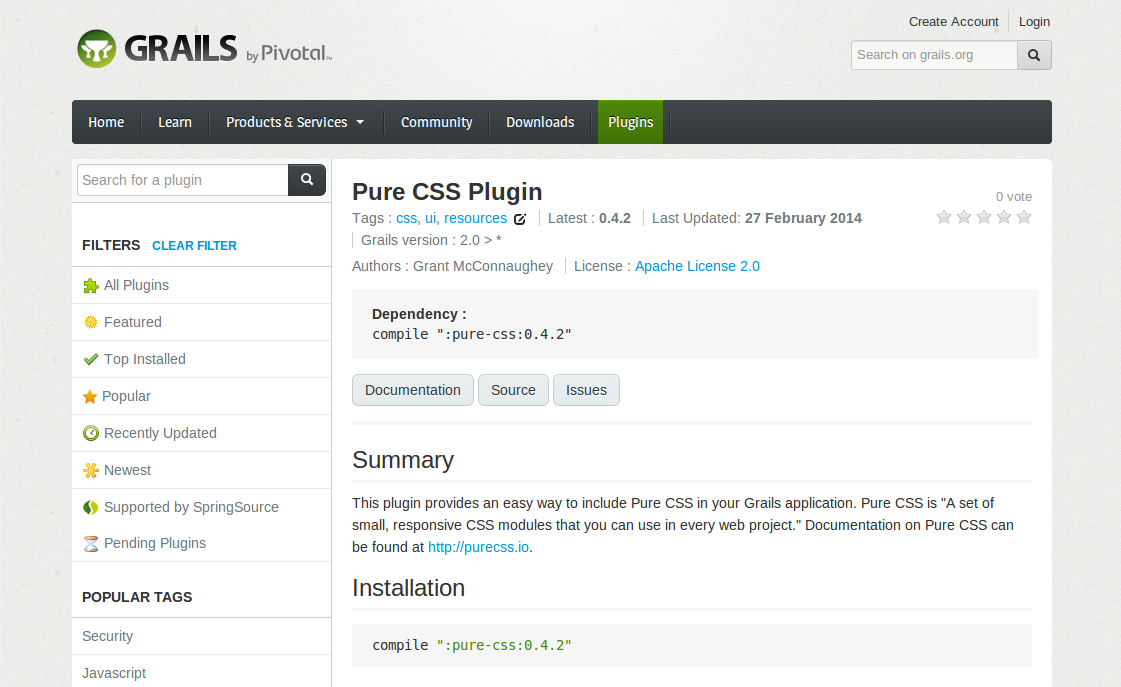 Create Account
Login
GRAILS by Pivotal™
Search on grails.org
Home
Learn
Products & Services
Community
Downloads
Plugins
Search for a plugin
FILTERS CLEAR FILTER
All Plugins
Featured
Top Installed
Popular
Recently Updated
Newest
Supported by SpringSource
Pending Plugins
POPULAR TAGS
Security
Javascript
Pure CSS Plugin
0 vote
Tags : css, ui, resources
Latest : 0.4.2
Last Updated: 27 February 2014
Grails version : 2.0 > *
Authors : Grant McConnaughey
License : Apache License 2.0
Dependency :
compile ":pure-css:0.4.2"
Documentation
Source
Issues
Summary
This plugin provides an easy way to include Pure CSS in your Grails application. Pure CSS is "A set of
small, responsive CSS modules that you can use in every web project." Documentation on Pure CSS can
be found at http://purecss.io.
Installation
compile ":pure-css:0.4.2"